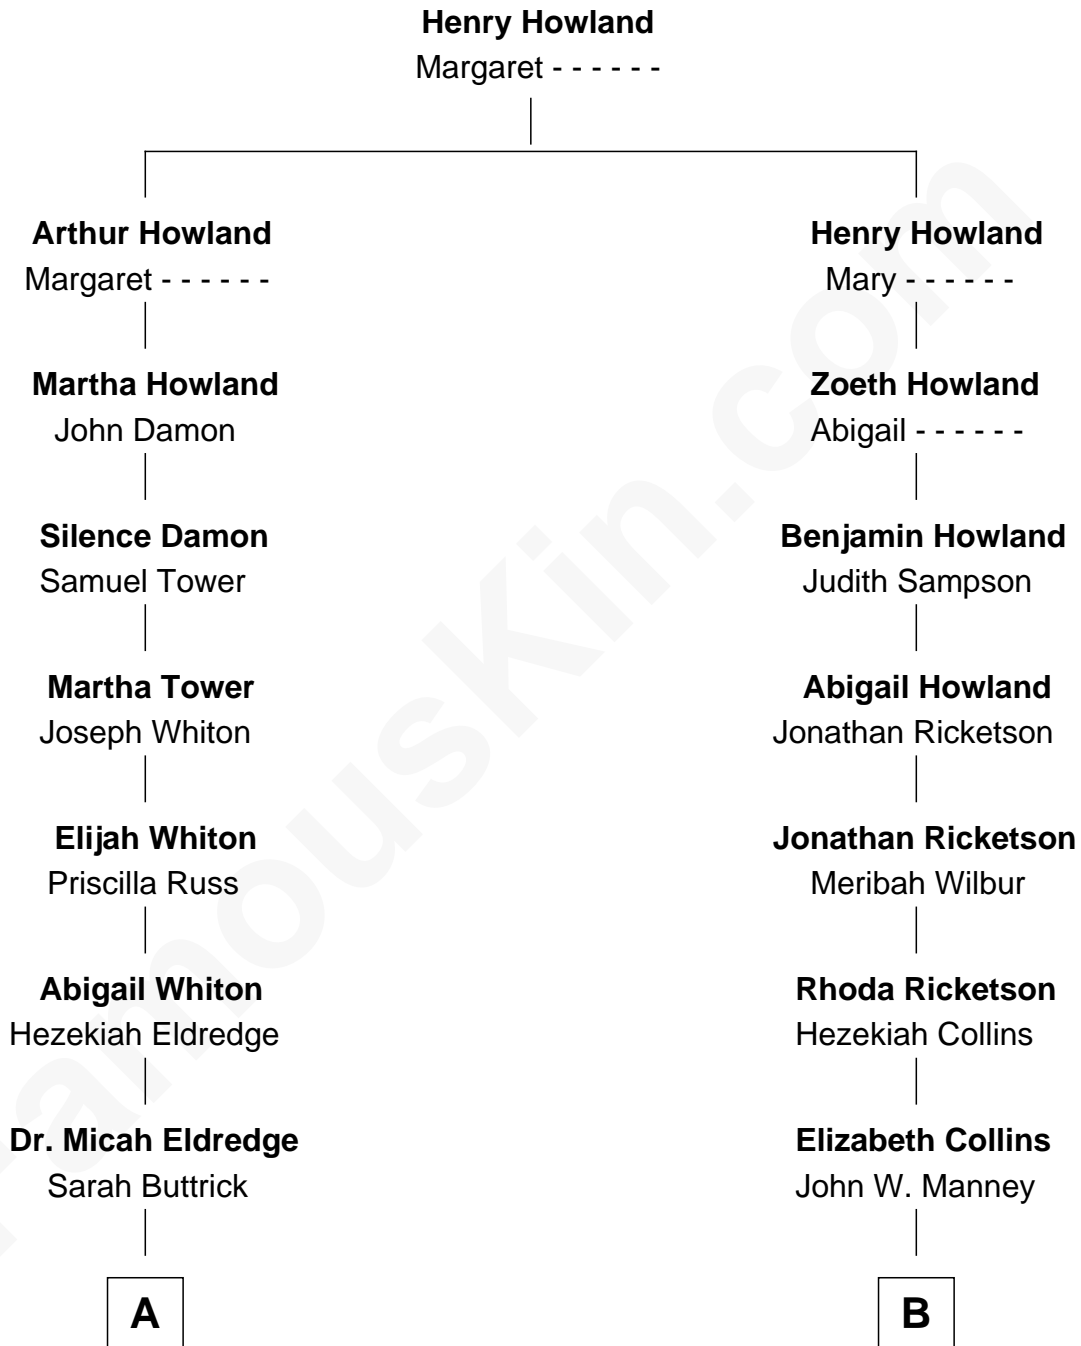 Henry Howland
Margaret - - - - - -
Arthur Howland
Margaret - - - - - -
Henry Howland
Mary - - - - - -
Martha Howland
John Damon
Zoeth Howland
Abigail - - - - - -
Silence Damon
Samuel Tower
Benjamin Howland
Judith Sampson
Martha Tower
Joseph Whiton
Abigail Howland
Jonathan Ricketson
Elijah Whiton
Priscilla Russ
Jonathan Ricketson
Meribah Wilbur
Abigail Whiton
Hezekiah Eldredge
Rhoda Ricketson
Hezekiah Collins
Dr. Micah Eldredge
Sarah Buttrick
Elizabeth Collins
John W. Manney
A
B
FamousKin.com